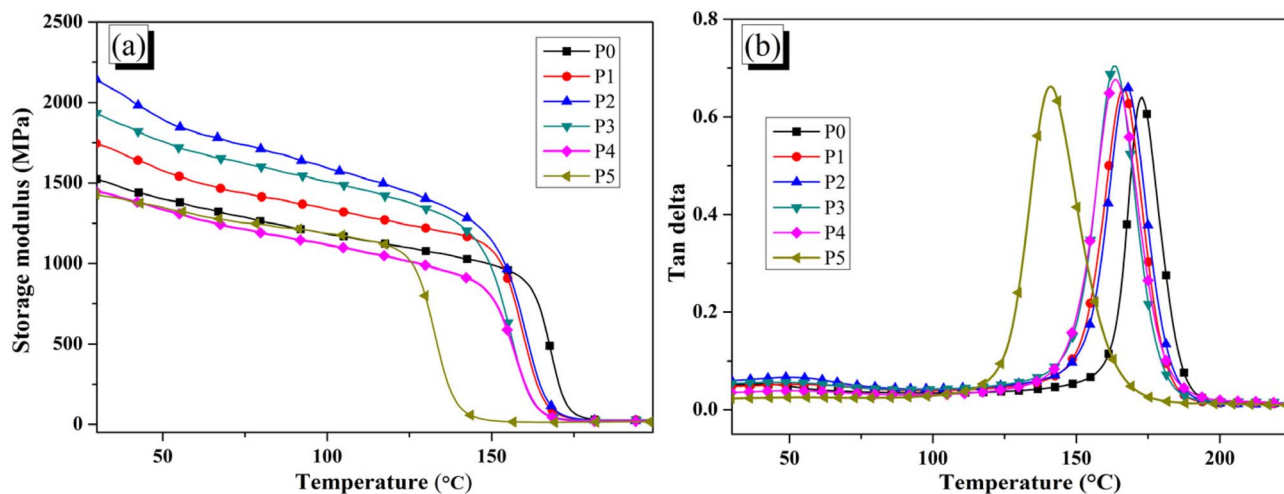 (a)
2500
2000
1500
1000
500
0
Storage modulus (MPa)
P0
P1
P2
P3
P4
P5
50
100
150
Temperature (°C)
(b)
0.8
0.6
0.4
0.2
0.0
Tan delta
P0
P1
P2
P3
P4
P5
50
100
150
200
Temperature (°C)